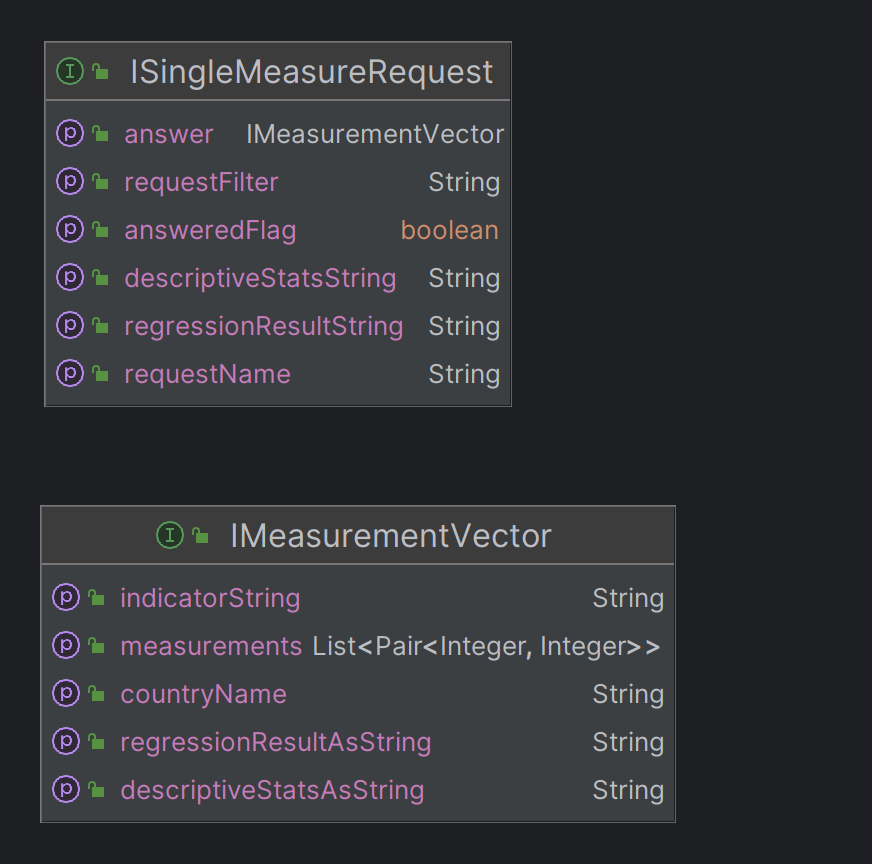 ISingleMeasureRequest
answer IMeasurementVector
requestFilter String
answeredFlag boolean
descriptiveStatsString String
regressionResultString String
requestName String
IMeasurementVector
indicatorString String
measurements List<Pair<Integer, Integer>>
countryName String
regressionResultAsString String
descriptiveStatsAsString String